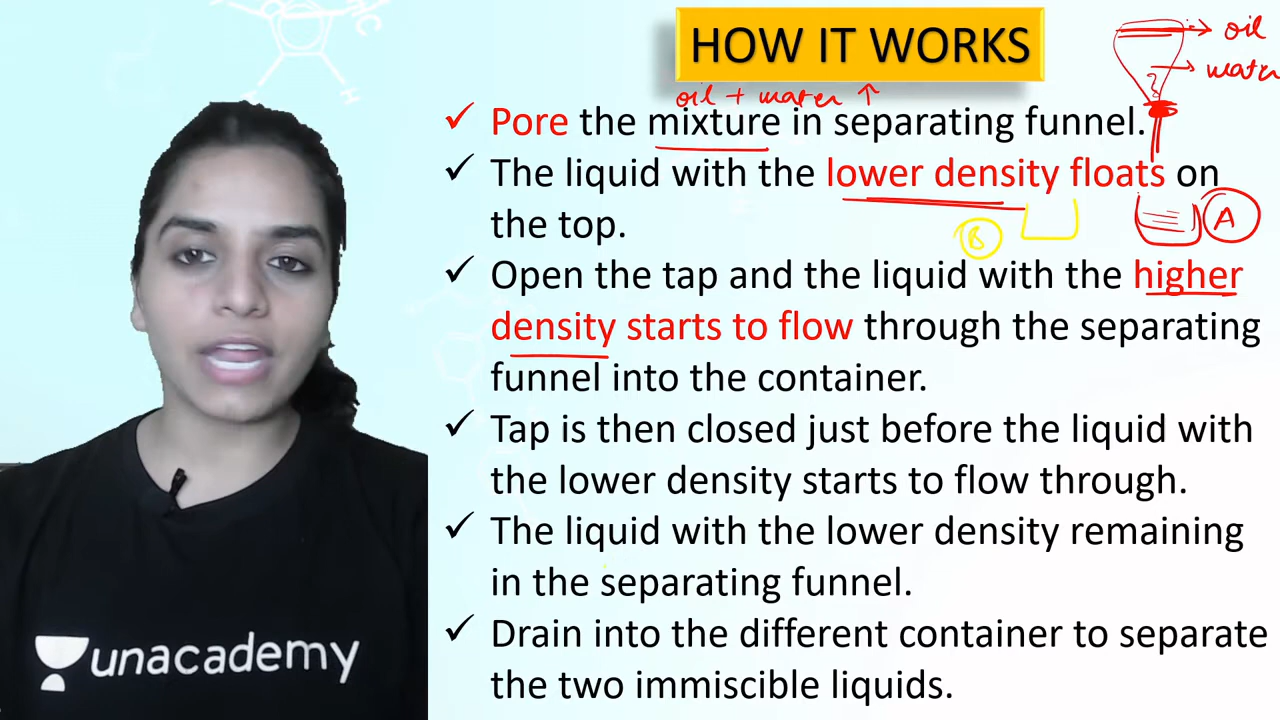 HOW IT WORKS
oil
water
oil + water ↑
✓ Pore the mixture in separating funnel.
✓ The liquid with the lower density floats on
the top.
B
A
✓ Open the tap and the liquid with the higher
density starts to flow through the separating
funnel into the container.
✓ Tap is then closed just before the liquid with
the lower density starts to flow through.
✓ The liquid with the lower density remaining
in the separating funnel.
✓ Drain into the different container to separate
the two immiscible liquids.
unacademy